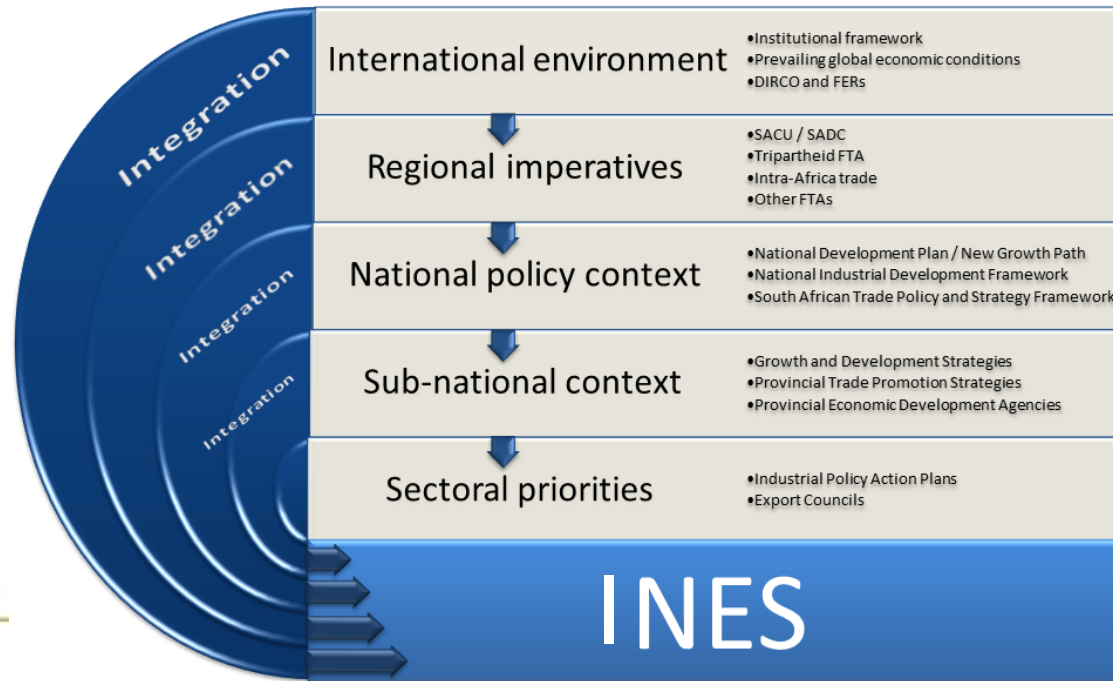 Integration
Integration
Integration
Integration
International environment
•Institutional framework
•Prevailing global economic conditions
•DIRCO and FERs
Regional imperatives
•SACU / SADC
•Tripartheid FTA
•Intra-Africa trade
•Other FTAs
National policy context
•National Development Plan / New Growth Path
•National Industrial Development Framework
•South African Trade Policy and Strategy Framework
Sub-national context
•Growth and Development Strategies
•Provincial Trade Promotion Strategies
•Provincial Economic Development Agencies
Sectoral priorities
•Industrial Policy Action Plans
•Export Councils
INES